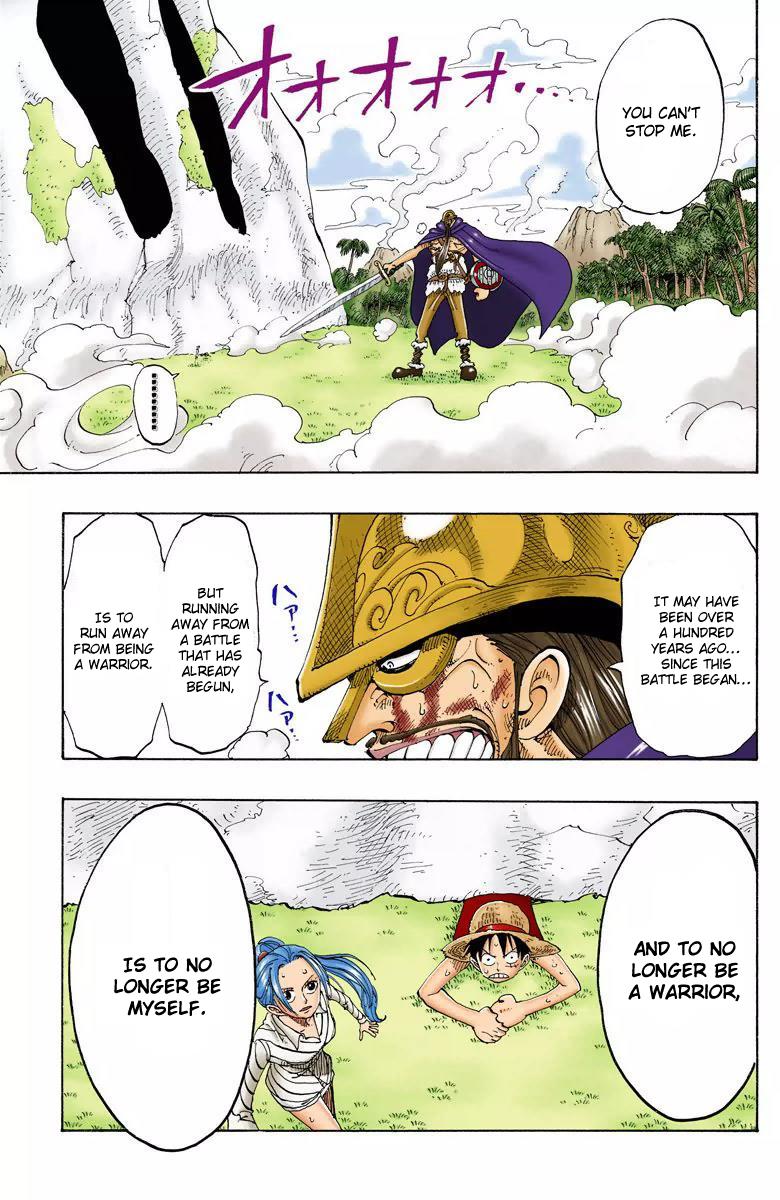 オオオオオ...
YOU CAN'T
STOP ME.
IT MAY HAVE
BEEN OVER
A HUNDRED
YEARS AGO...
SINCE THIS
BATTLE BEGAN...
ハァ...
ハァ...
BUT
RUNNING
AWAY FROM
A BATTLE
THAT HAS
ALREADY
BEGUN,
IS TO
RUN AWAY
FROM BEING
A WARRIOR.
AND TO NO
LONGER BE
A WARRIOR,
IS TO NO
LONGER BE
MYSELF.